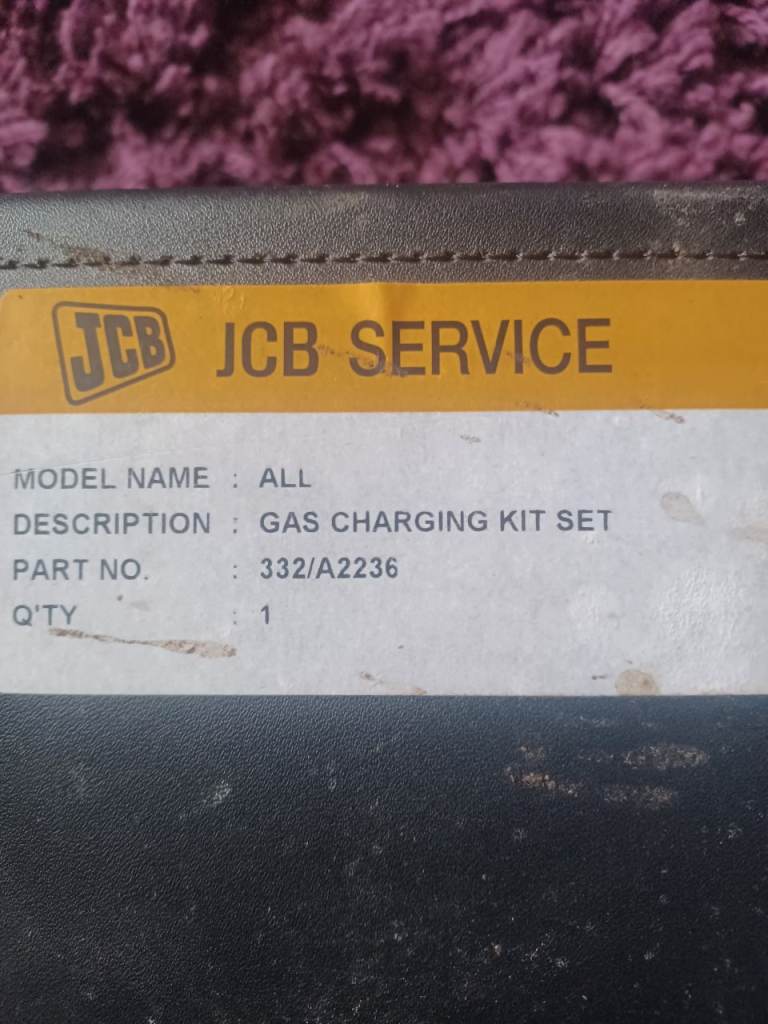 JCB JCB SERVICE
MODEL NAME : ALL
DESCRIPTION : GAS CHARGING KIT SET
PART NO. : 332/A2236
Q'TY : 1